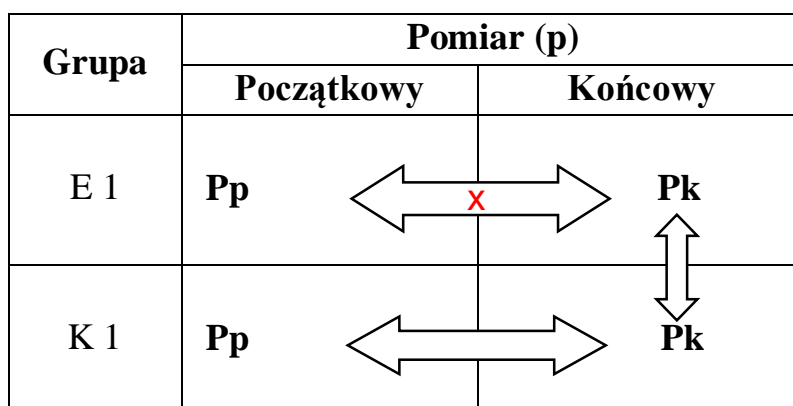 Grupa
Pomiar (p)
Początkowy Końcowy
E 1 Pp x Pk
K 1 Pp Pk